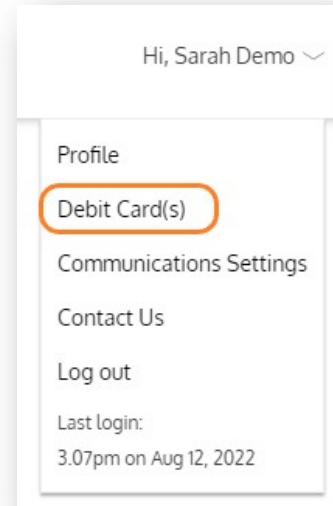 Hi, Sarah Demo
Profile
Debit Card(s)
Communications Settings
Contact Us
Log out
Last login:
3.07pm on Aug 12, 2022